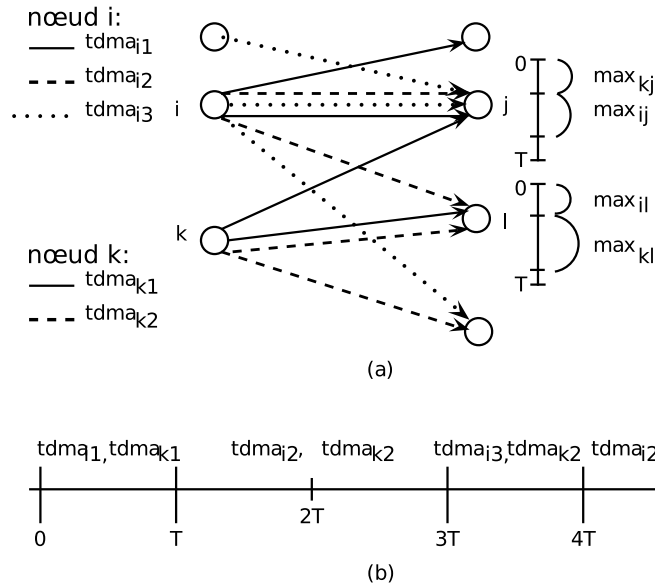 nœud i:
tdma_i1
tdma_i2
tdma_i3
i
j
k
l
0
T
max_kj
max_ij
0
T
max_il
max_kl
nœud k:
tdma_k1
tdma_k2
(a)
tdma_i1, tdma_k1 tdma_i2, tdma_k2 tdma_i3, tdma_k2 tdma_i2
0 T 2T 3T 4T
(b)